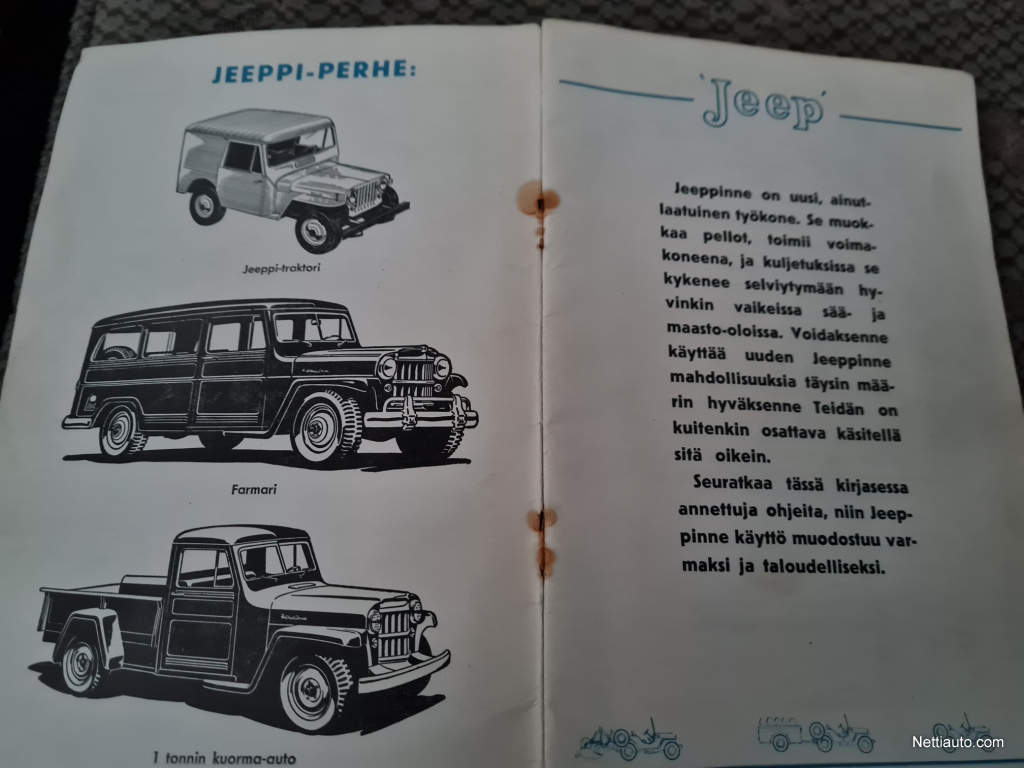 JEEPPI-PERHE:
Jeeppi-traktori
Farmari
1 tonnin kuorma-auto
'Jeep'
Jeeppinne on uusi, ainut-
laatuinen työkone. Se muok-
kaa pellot, toimii voima-
koneena, ja kuljetuksissa se
kykenee selviytymään hy-
vinkin vaikeissa sää- ja
maasto-oloissa. Voidaksenne
käyttää uuden Jeeppinne
mahdollisuuksia täysin mää-
rin hyväksenne Teidän on
kuitenkin osattava käsitellä
sitä oikein.
Seuratkaa tässä kirjasessa
annettuja ohjeita, niin Jeep-
pinne käyttö muodostuu var-
maksi ja taloudelliseksi.
Nettiauto.com